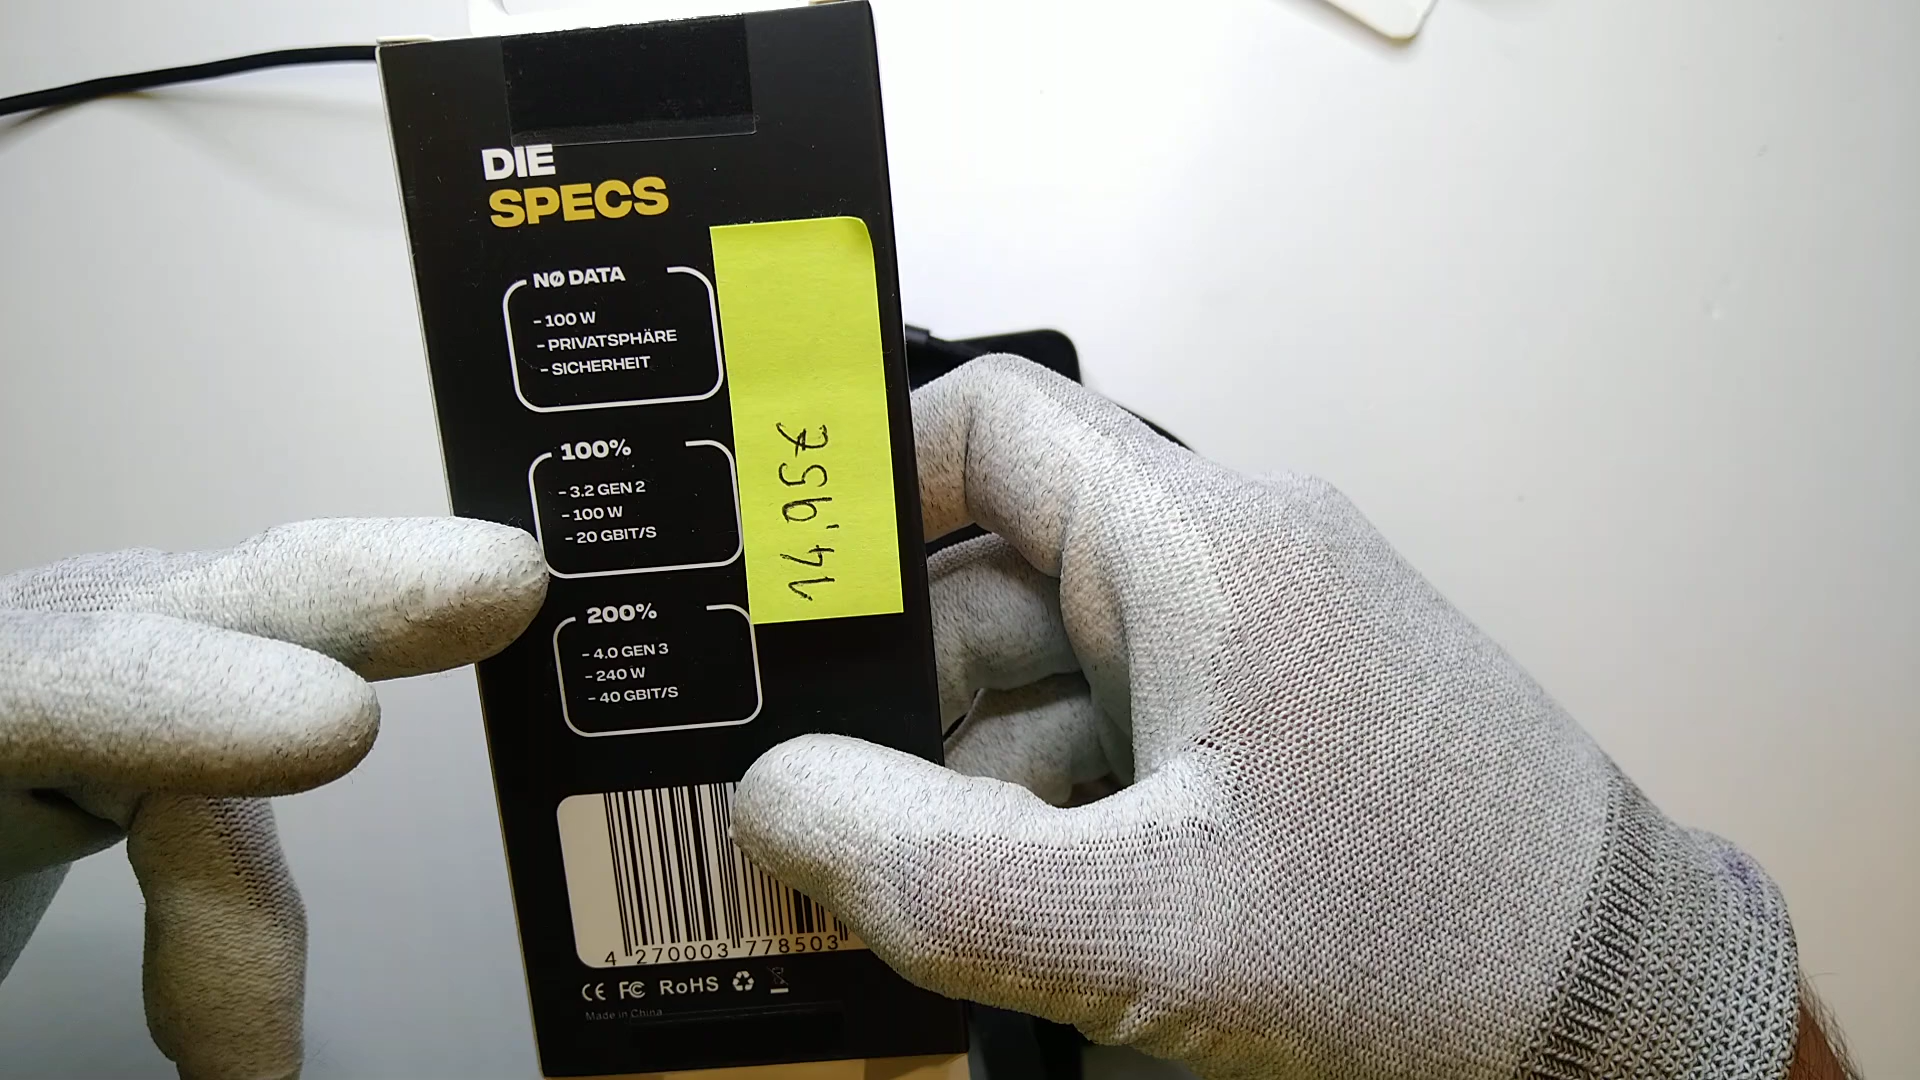 DIE
SPECS
NØ DATA
- 100 W
- PRIVATSPHÄRE
- SICHERHEIT
100%
- 3.2 GEN 2
- 100 W
- 20 GBIT/S
200%
- 4.0 GEN 3
- 240 W
- 40 GBIT/S
14,95€
4 270003 778503
CE FC RoHS
Made in China